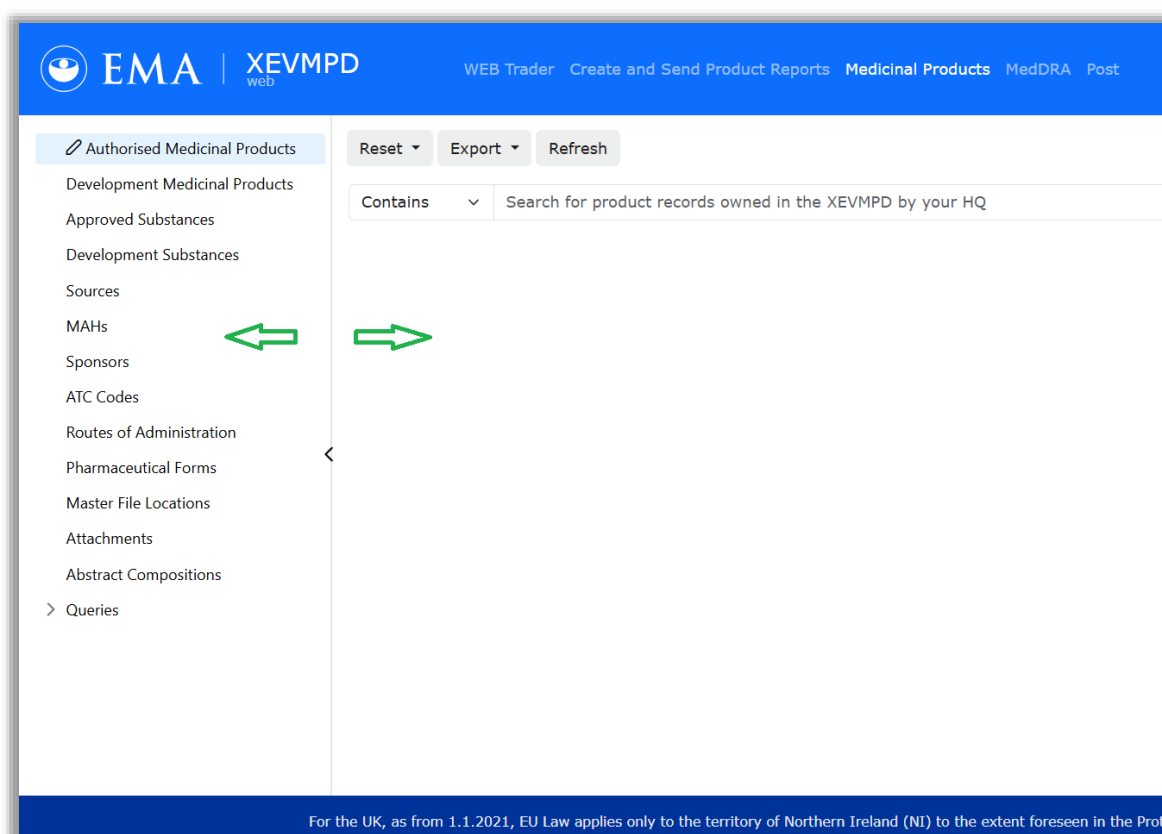 EMA XEVMPD
web
WEB Trader Create and Send Product Reports Medicinal Products MedDRA Post
Authorised Medicinal Products
Development Medicinal Products
Approved Substances
Development Substances
Sources
MAHs
Sponsors
ATC Codes
Routes of Administration
Pharmaceutical Forms
Master File Locations
Attachments
Abstract Compositions
Queries
Reset Export Refresh
Contains Search for product records owned in the XEVMPD by your HQ
For the UK, as from 1.1.2021, EU Law applies only to the territory of Northern Ireland (NI) to the extent foreseen in the Prot